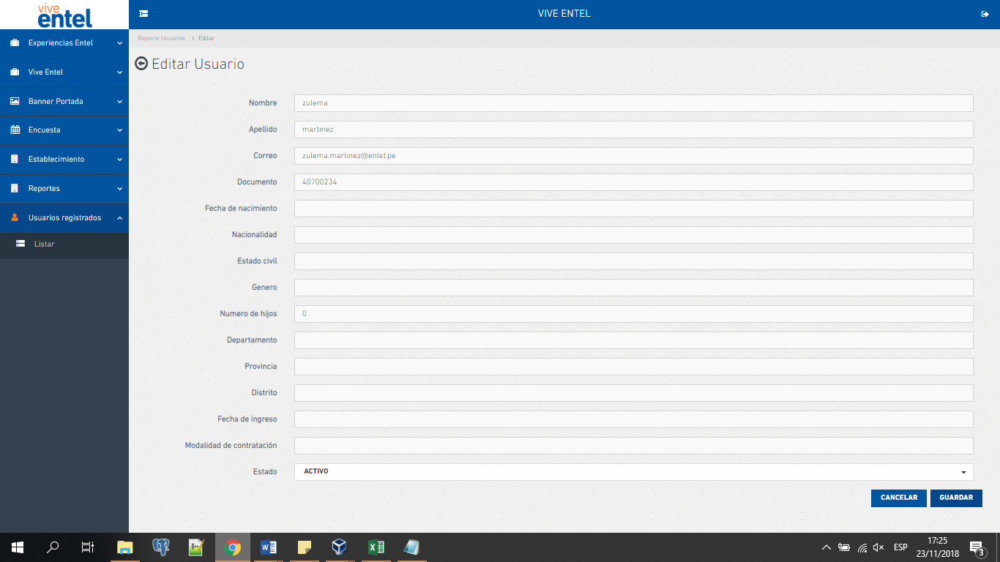 vive
entel
VIVE ENTEL
Experiencias Entel
Vive Entel
Banner Portada
Encuesta
Establecimiento
Reportes
Usuarios registrados
Listar
Reporte Usuarios > Editar
Editar Usuario
Nombre zulema
Apellido martinez
Correo zulema.martinez@entel.pe
Documento 40700234
Fecha de nacimiento
Nacionalidad
Estado civil
Genero
Numero de hijos 0
Departamento
Provincia
Distrito
Fecha de ingreso
Modalidad de contratación
Estado ACTIVO
CANCELAR GUARDAR
ESP
17:25
23/11/2018
3